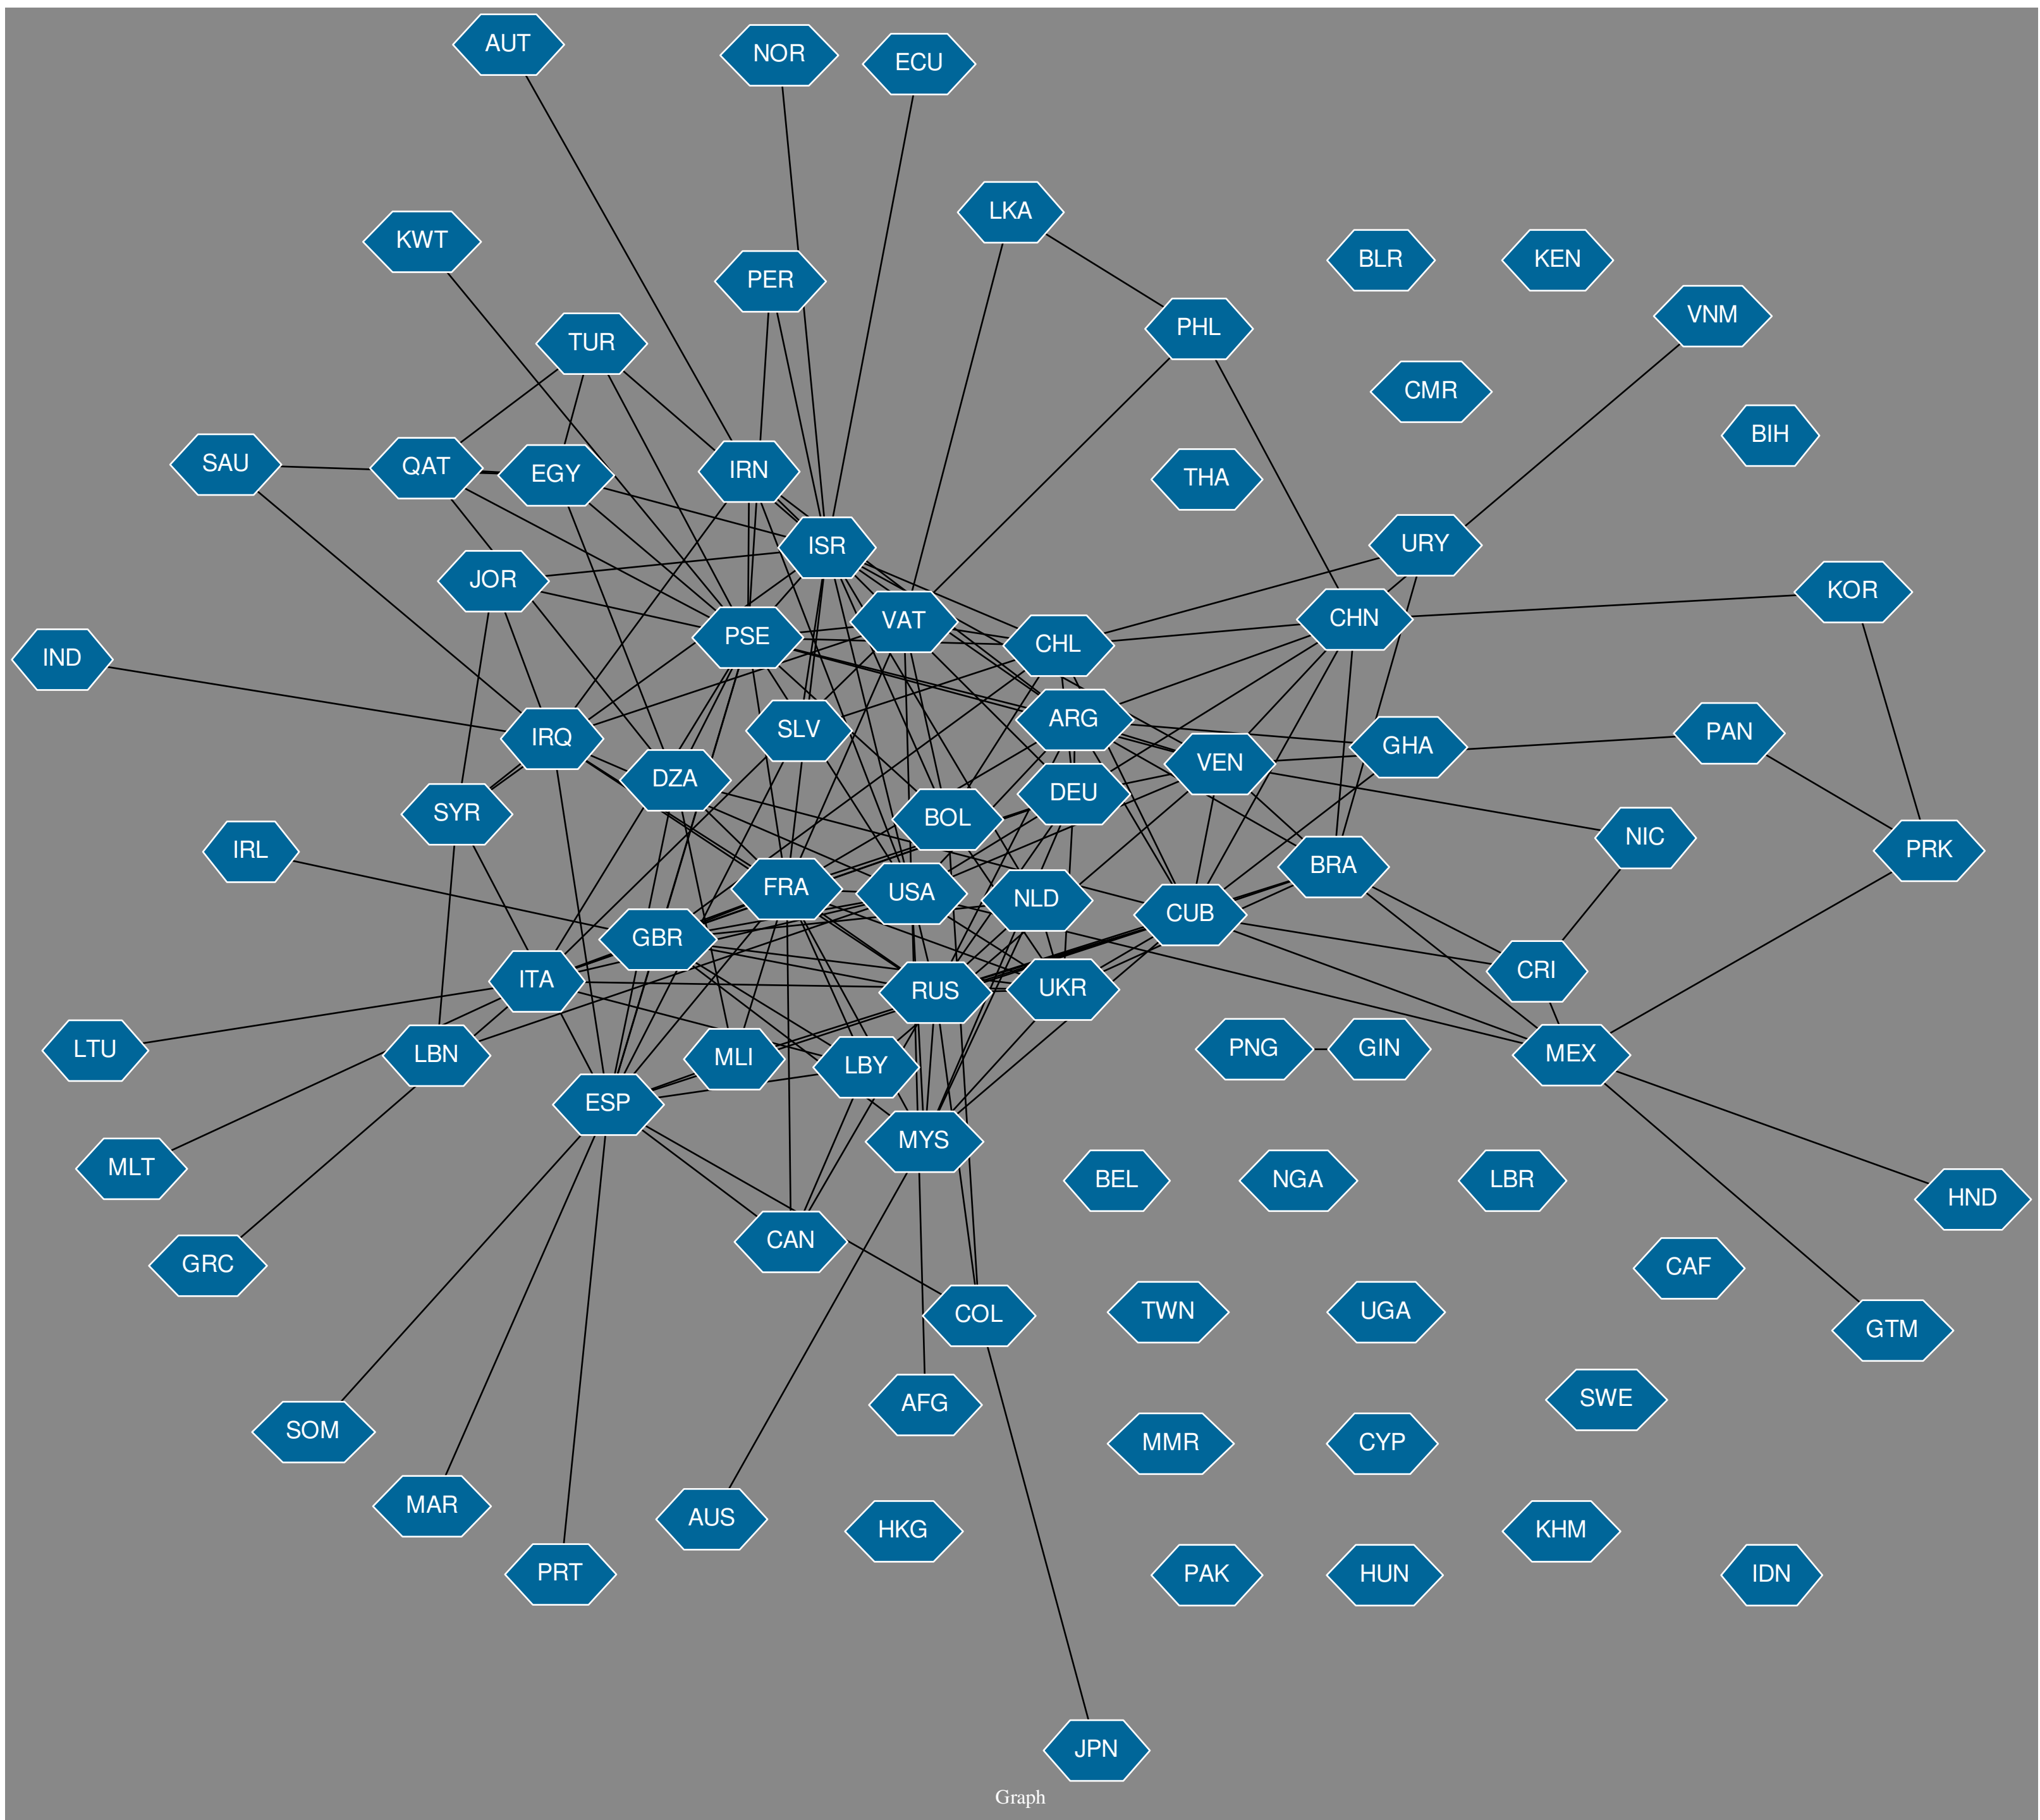 AUT
NOR
ECU
LKA
KWT
PER
BLR
KEN
VNM
TUR
PHL
CMR
BIH
SAU
QAT
EGY
IRN
THA
ISR
URY
JOR
KOR
PSE
VAT
CHL
CHN
IND
IRQ
SLV
ARG
GHA
PAN
DZA
DEU
VEN
SYR
BOL
NIC
IRL
BRA
PRK
FRA
USA
NLD
CUB
GBR
ITA
RUS
UKR
CRI
LTU
LBN
MLI
LBY
PNG
GIN
MEX
ESP
MYS
MLT
BEL
NGA
LBR
HND
GRC
CAN
CAF
COL
TWN
UGA
GTM
AFG
SWE
SOM
MMR
CYP
MAR
AUS
HKG
KHM
PRT
PAK
HUN
IDN
JPN
Graph